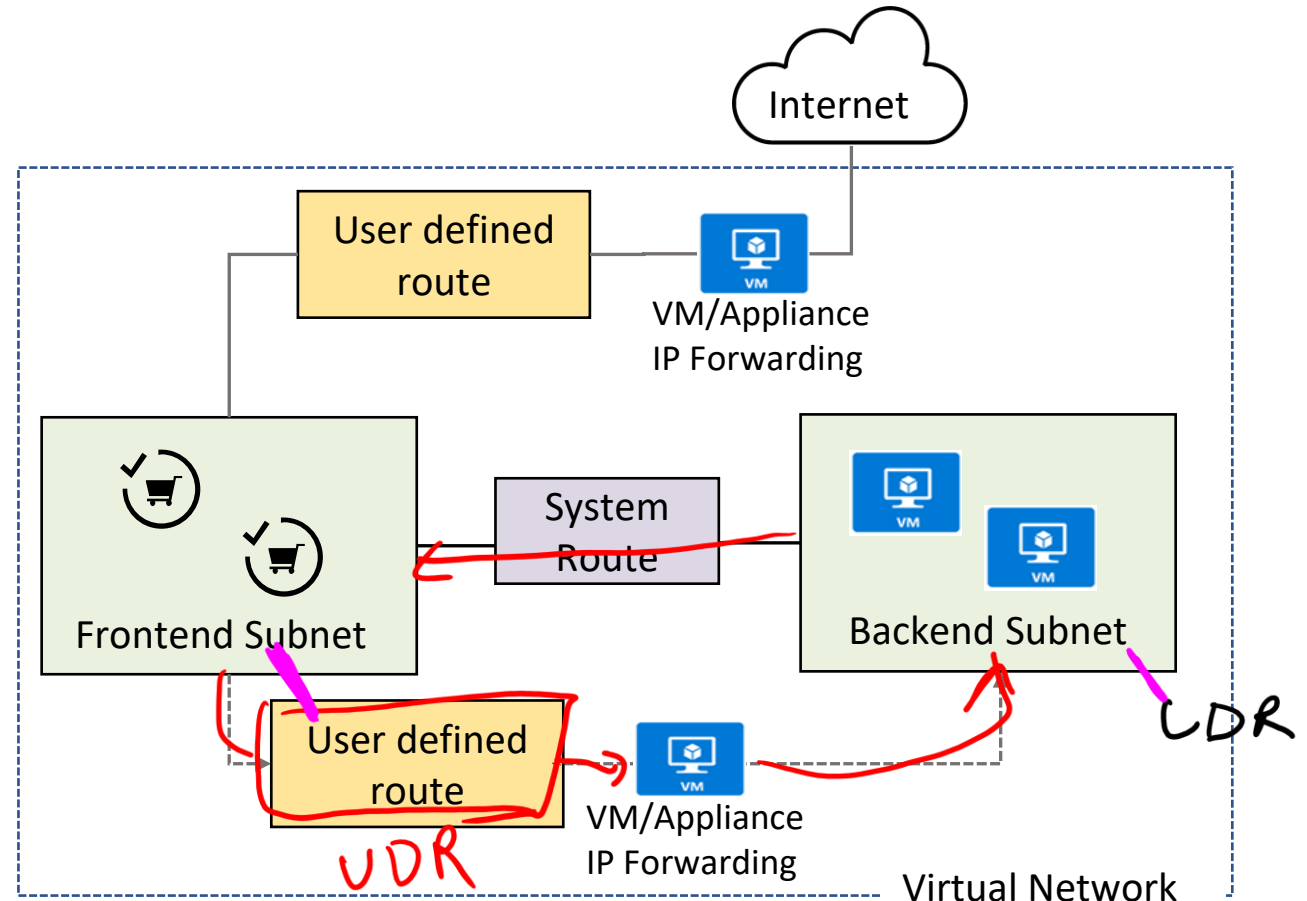 Internet
User defined
route
VM
VM/Appliance
IP Forwarding
System
Route
VM
VM
Frontend Subnet
Backend Subnet
UDR
User defined
route
VM
VM/Appliance
IP Forwarding
UDR
Virtual Network